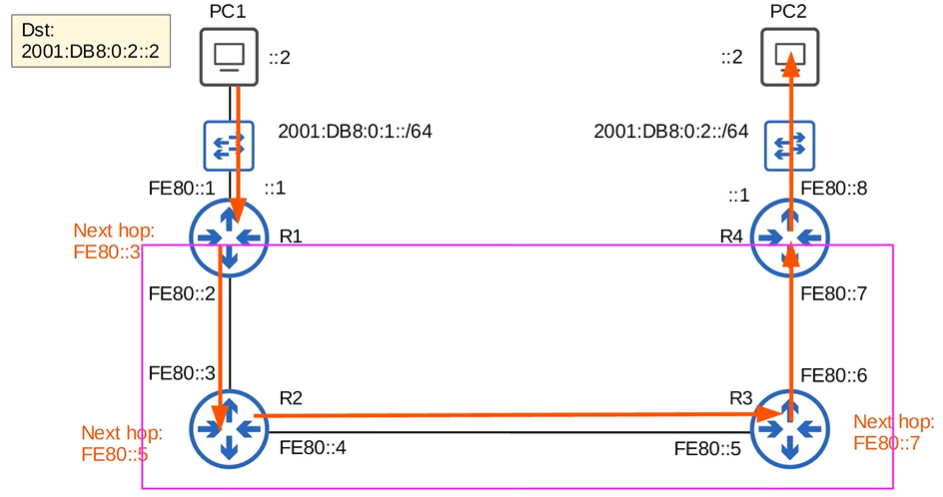 PC1
PC2
Dst:
2001:DB8:0:2::2
::2
::2
2001:DB8:0:1::/64
2001:DB8:0:2::/64
FE80::1
::1
::1
FE80::8
Next hop:
FE80::3
R1
R4
FE80::2
FE80::7
FE80::3
FE80::6
R2
R3
Next hop:
FE80::5
FE80::4
FE80::5
Next hop:
FE80::7